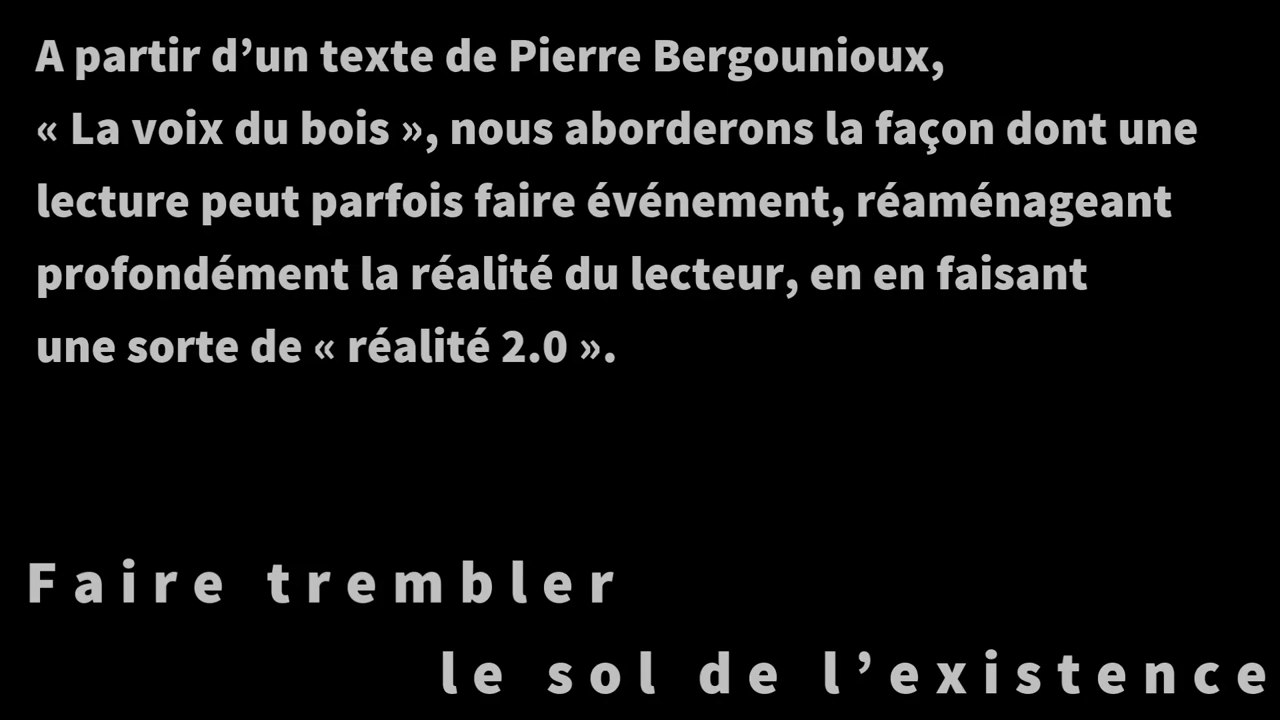 A partir d’un texte de Pierre Bergounioux,
« La voix du bois », nous aborderons la façon dont une
lecture peut parfois faire événement, réaménageant
profondément la réalité du lecteur, en en faisant
une sorte de « réalité 2.0 ».
Faire trembler
le sol de l’existence